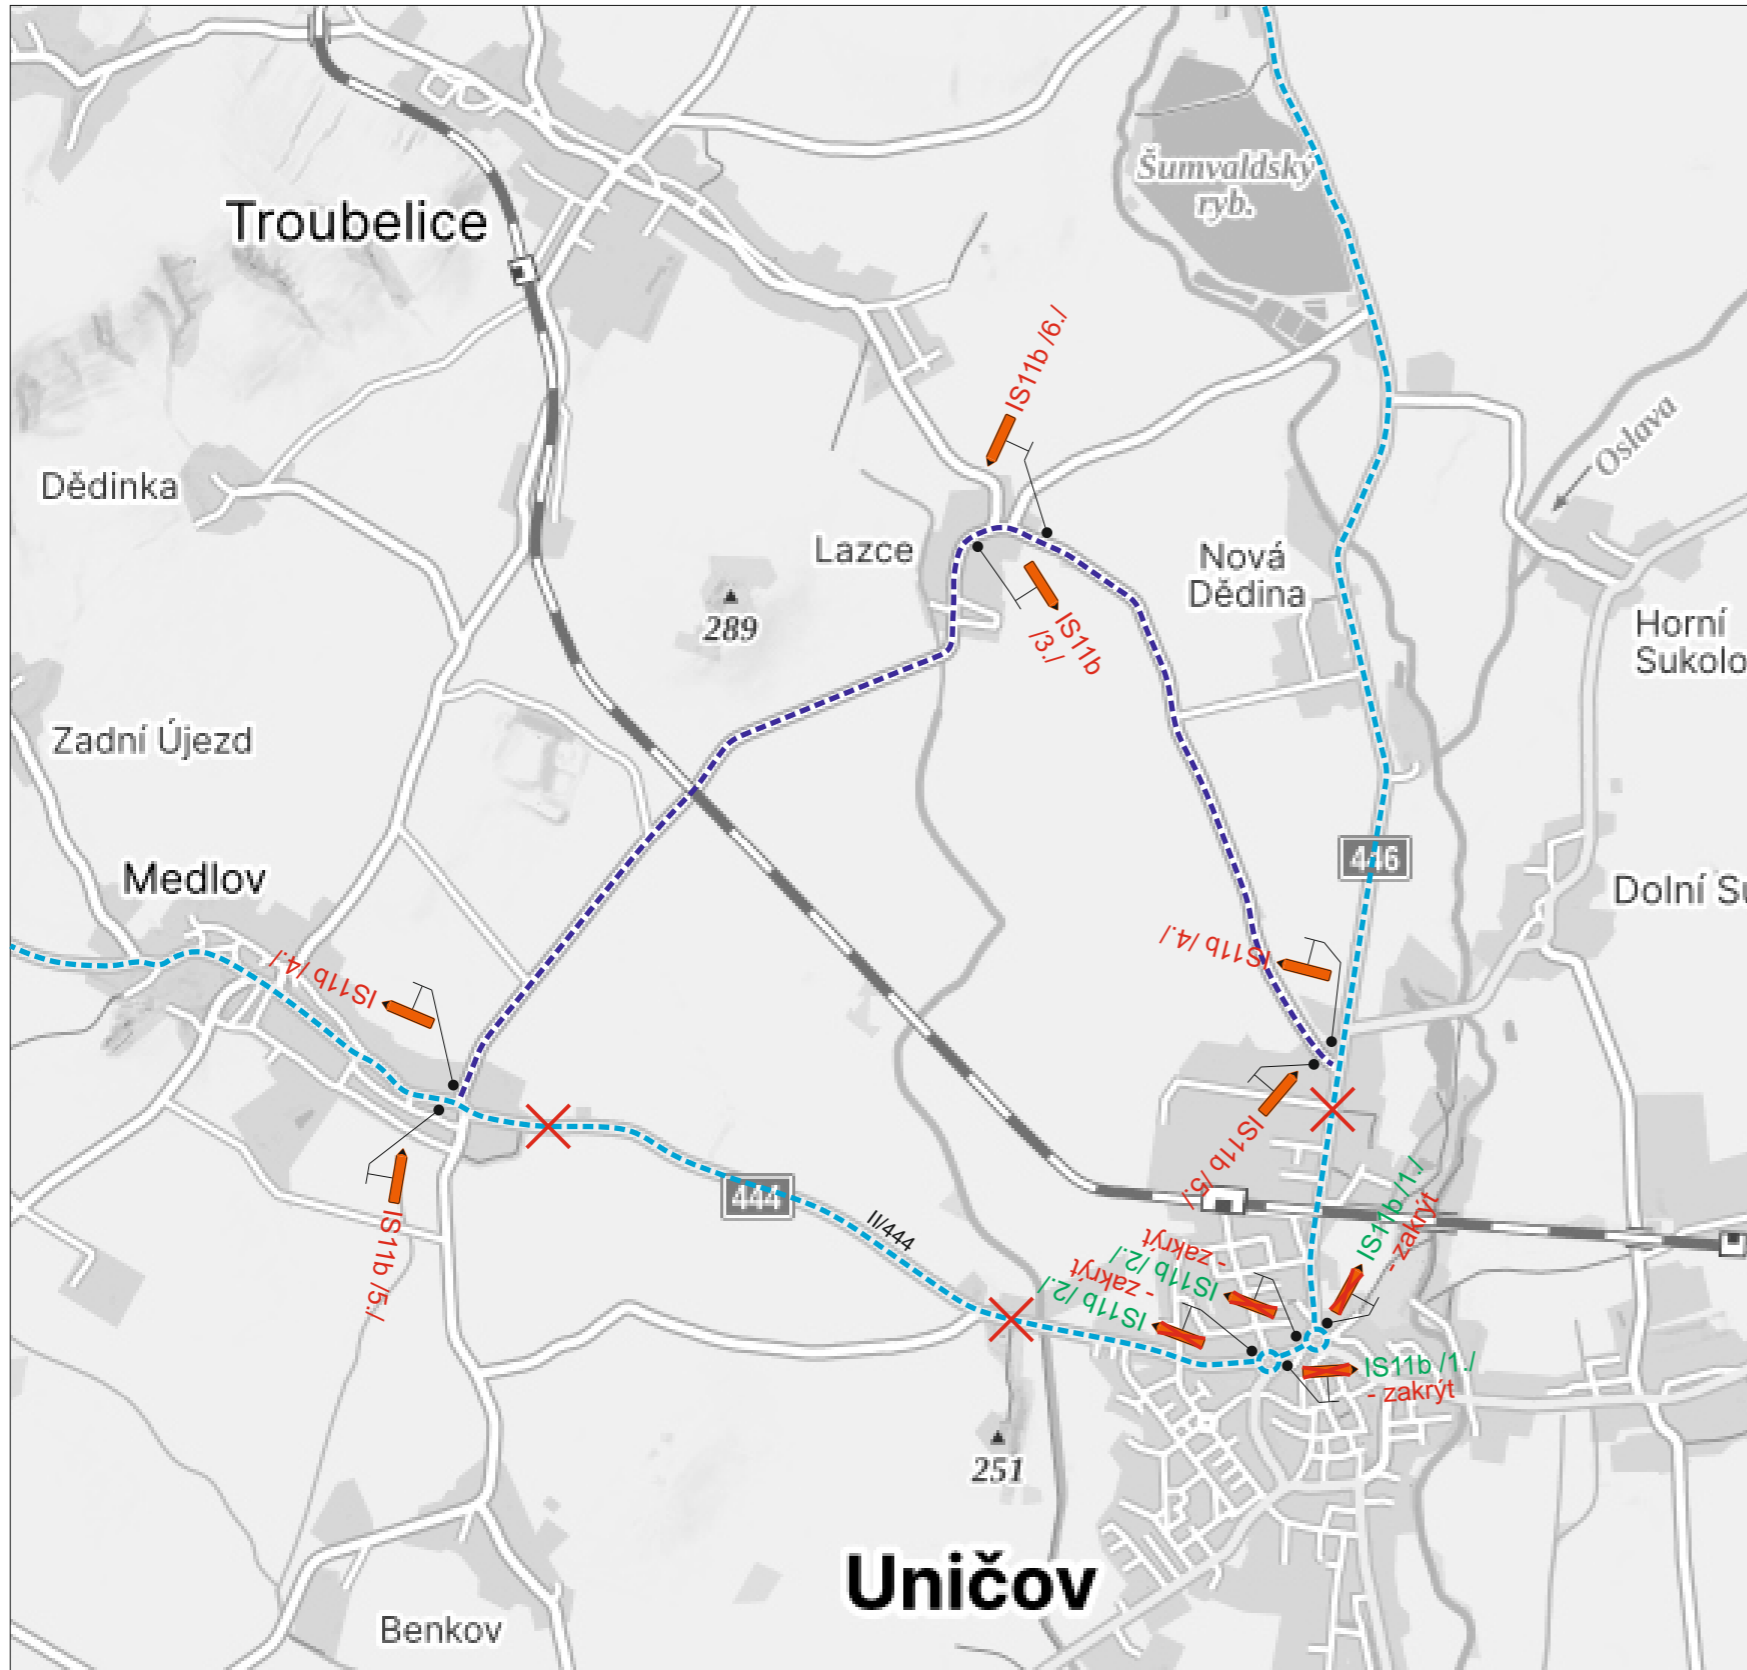 Šumvaldský
ryb.
Troubelice
IS11b /6./
Oslava
Dědinka
Lazce
Nová
Dědina
289
IS11b
/3./
Horní
Sukolo
Zadní Újezd
446
Medlov
Dolní Su
IS11b /4./
IS11b /4./
IS11b /5./
IS11b /5./
444
II/444
IS11b /1./
- zakrýt
IS11b /2./
- zakrýt
IS11b /2./
- zakrýt
IS11b /1./
- zakrýt
251
Uničov
Benkov